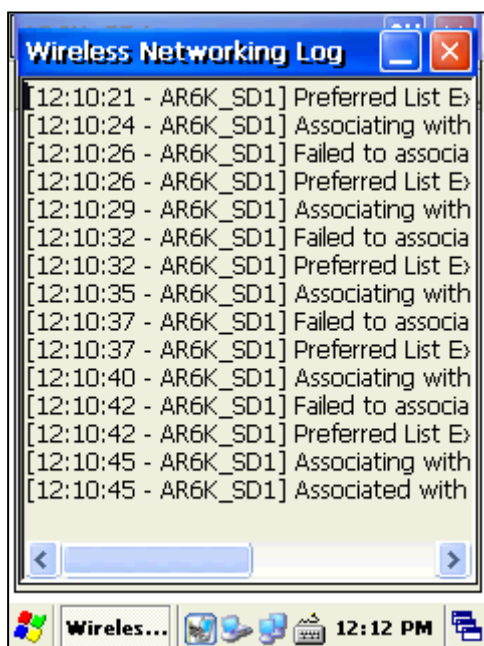 Wireless Networking Log
[12:10:21 - AR6K_SD1] Preferred List
[12:10:24 - AR6K_SD1] Associating with
[12:10:26 - AR6K_SD1] Failed to associa
[12:10:26 - AR6K_SD1] Preferred List
[12:10:29 - AR6K_SD1] Associating with
[12:10:32 - AR6K_SD1] Failed to associa
[12:10:32 - AR6K_SD1] Preferred List
[12:10:35 - AR6K_SD1] Associating with
[12:10:37 - AR6K_SD1] Failed to associa
[12:10:37 - AR6K_SD1] Preferred List
[12:10:40 - AR6K_SD1] Associating with
[12:10:42 - AR6K_SD1] Failed to associa
[12:10:42 - AR6K_SD1] Preferred List
[12:10:45 - AR6K_SD1] Associating with
[12:10:45 - AR6K_SD1] Associated with
Wireles... 12:12 PM